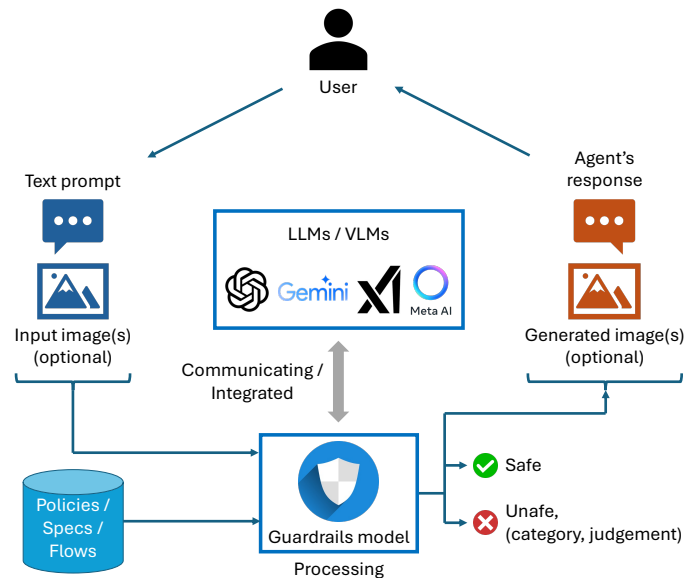 User
Text prompt
Agent's
response
LLMs / VLMs
Gemini
xAI
Meta AI
Input image(s)
(optional)
Generated image(s)
(optional)
Communicating /
Integrated
Policies /
Specs /
Flows
Guardrails model
Processing
Safe
Unafe,
(category, judgement)